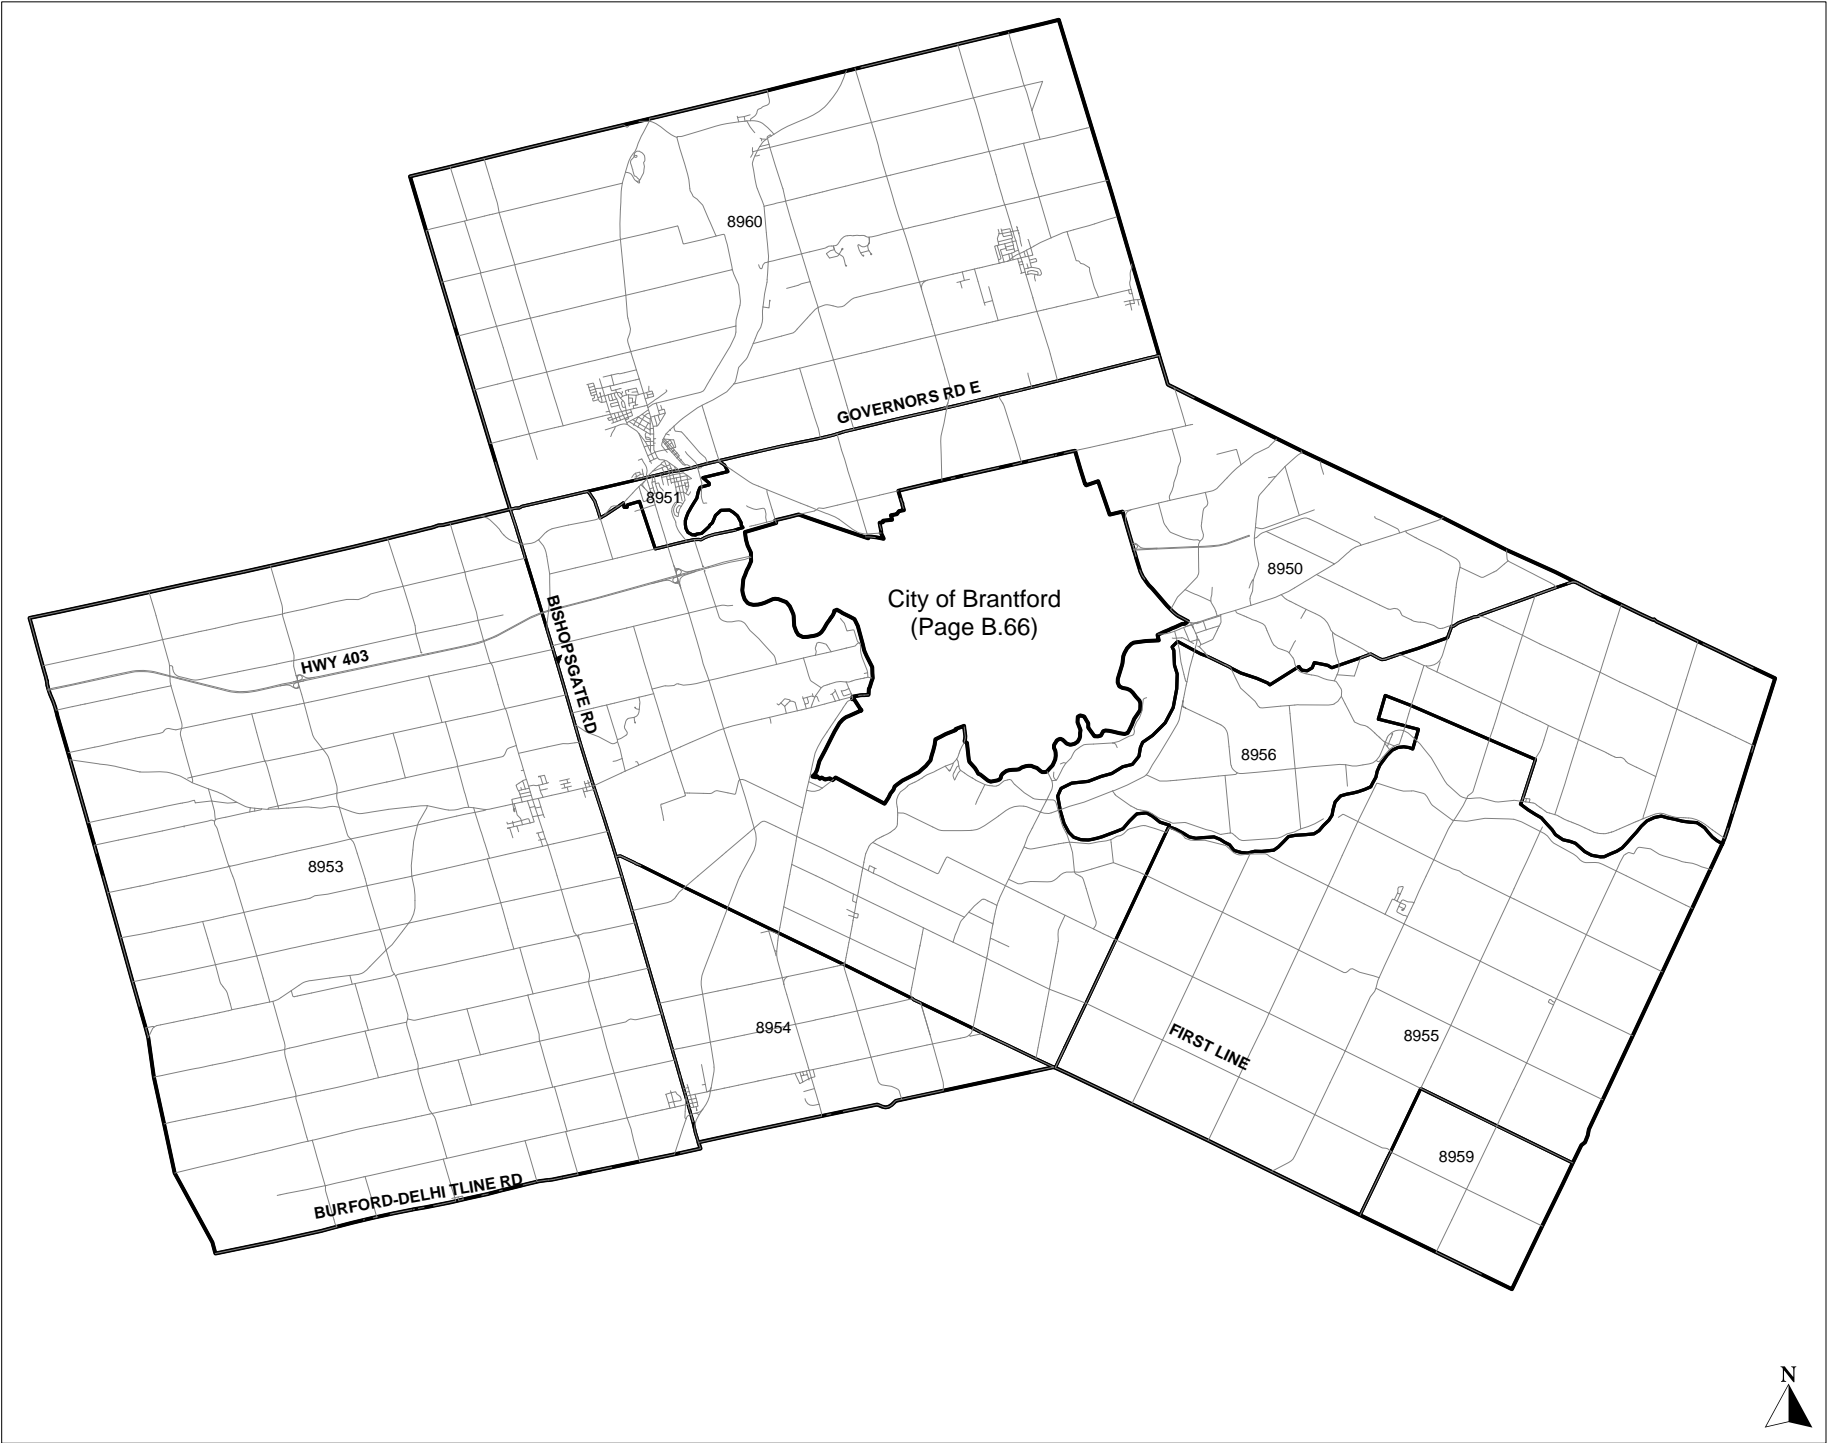 8960
GOVERNORS RD E
8951
8950
City of Brantford
(Page B.66)
BISHOPSGATE RD
HWY 403
8956
8953
8954
FIRST LINE
8955
8959
BURFORD-DELHI TLINE RD
N